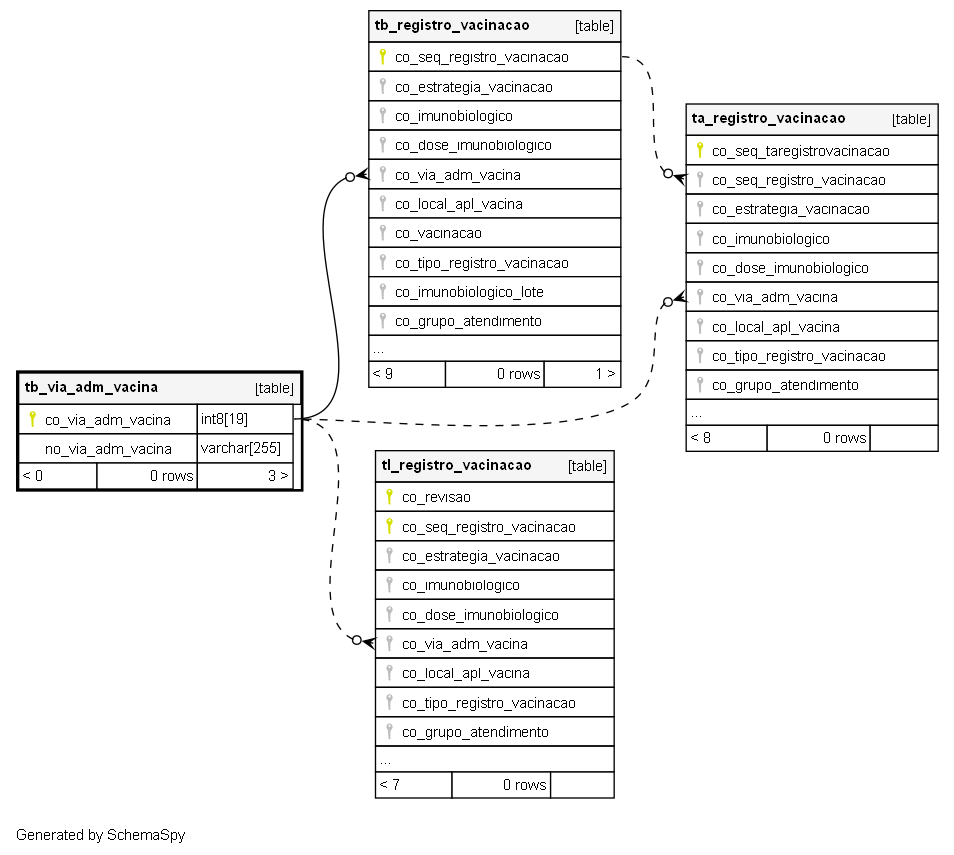 tb_registro_vacinacao [table]
co_seq_registro_vacinacao
co_estrategia_vacinacao
co_imunobiologico
co_dose_imunobiologico
co_via_adm_vacina
co_local_apl_vacina
co_vacinacao
co_tipo_registro_vacinacao
co_imunobiologico_lote
co_grupo_atendimento
...
< 9 0 rows 1 >
ta_registro_vacinacao [table]
co_seq_taregistrovacinacao
co_seq_registro_vacinacao
co_estrategia_vacinacao
co_imunobiologico
co_dose_imunobiologico
co_via_adm_vacina
co_local_apl_vacina
co_tipo_registro_vacinacao
co_grupo_atendimento
...
< 8 0 rows
tb_via_adm_vacina [table]
co_via_adm_vacina int8[19]
no_via_adm_vacina varchar[255]
< 0 0 rows 3 >
tl_registro_vacinacao [table]
co_revisao
co_seq_registro_vacinacao
co_estrategia_vacinacao
co_imunobiologico
co_dose_imunobiologico
co_via_adm_vacina
co_local_apl_vacina
co_tipo_registro_vacinacao
co_grupo_atendimento
...
< 7 0 rows
Generated by SchemaSpy